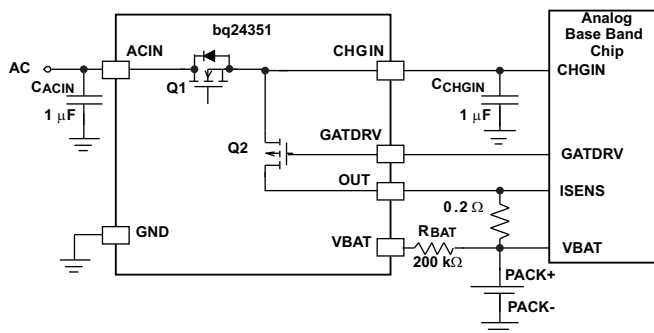 bq24351
Analog
Base Band
Chip
AC
ACIN
CHGIN
CHGIN
CACIN
1 μF
Q1
CCHGIN
1 μF
Q2
GATDRV
GATDRV
OUT
ISENS
0.2 Ω
GND
VBAT
RBAT
200 kΩ
VBAT
PACK+
PACK-